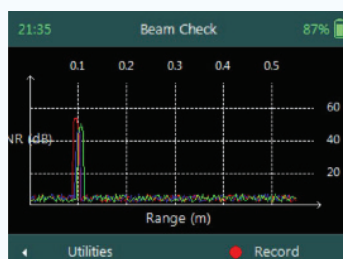 21:35 Beam Check 87%
0.1 0.2 0.3 0.4 0.5
60
NR (dB) 40
20
Range (m)
Utilities Record